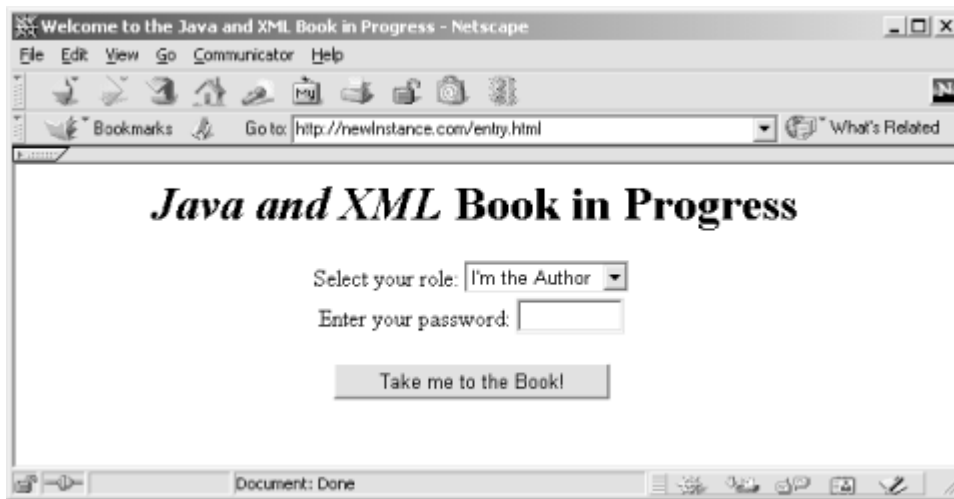 Welcome to the Java and XML Book in Progress - Netscape
File Edit View Go Communicator Help
My
N
Bookmarks Go to: http://newInstance.com/entry.html What's Related
Java and XML Book in Progress
Select your role: I'm the Author
Enter your password:
Take me to the Book!
Document: Done